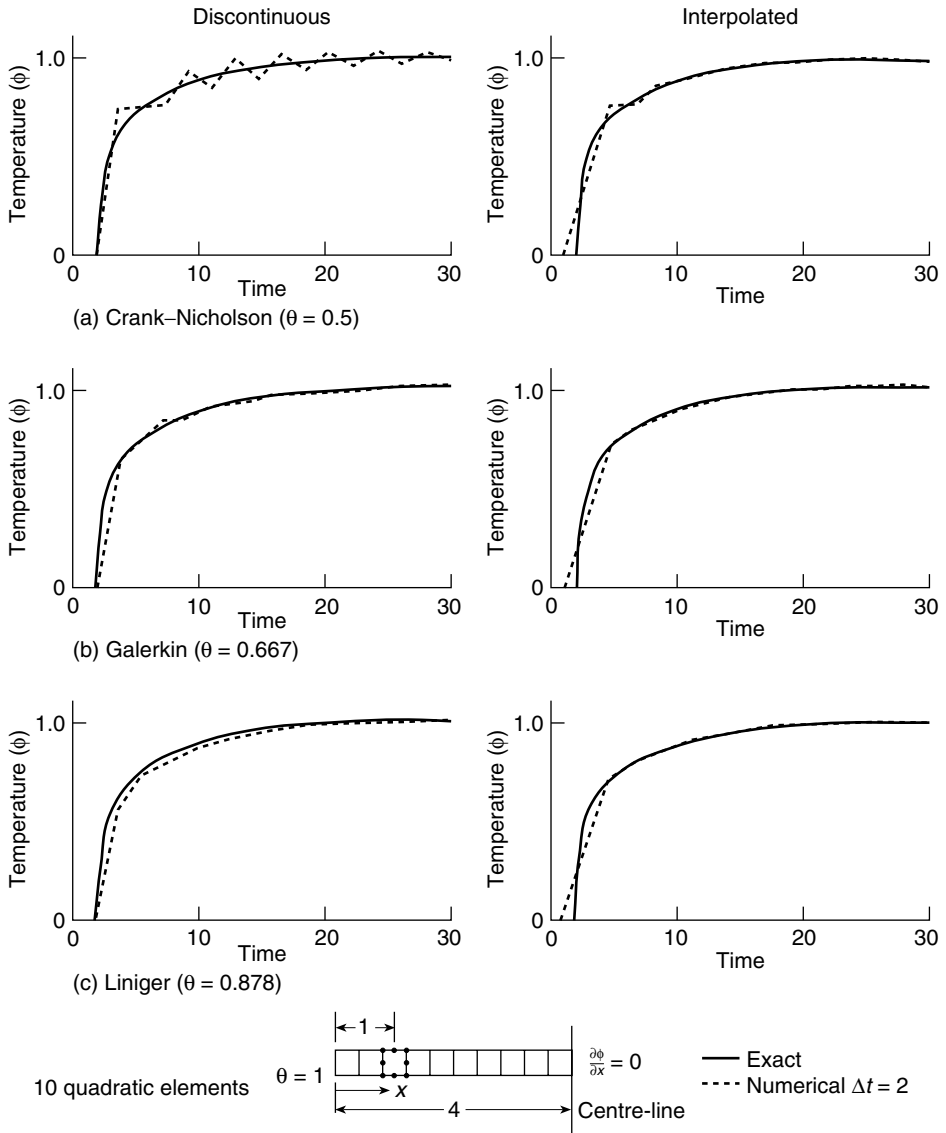 Discontinuous
Interpolated
Temperature (ϕ)
1.0
0
0 10 20 30
Time
Temperature (ϕ)
1.0
0
0 10 20 30
Time
(a) Crank–Nicholson (θ = 0.5)
Temperature (ϕ)
1.0
0
0 10 20 30
Time
Temperature (ϕ)
1.0
0
0 10 20 30
Time
(b) Galerkin (θ = 0.667)
Temperature (ϕ)
1.0
0
0 10 20 30
Time
Temperature (ϕ)
1.0
0
0 10 20 30
Time
(c) Liniger (θ = 0.878)
1
10 quadratic elements
θ = 1
x
4
∂ϕ/∂x = 0
Centre-line
Exact
Numerical Δt = 2